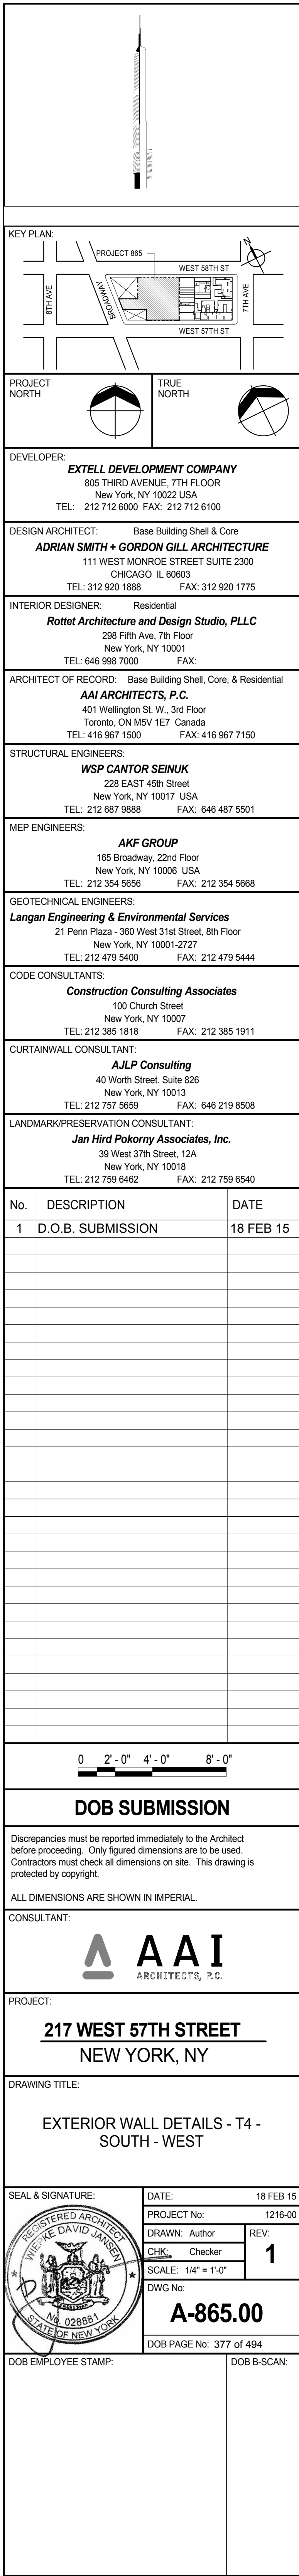 KEY PLAN:
N
PROJECT 865
WEST 58TH ST
8TH AVE
BROADWAY
7TH AVE
WEST 57TH ST
PROJECT NORTH
TRUE NORTH
DEVELOPER:
EXTELL DEVELOPMENT COMPANY
805 THIRD AVENUE, 7TH FLOOR
New York, NY 10022 USA
TEL: 212 712 6000 FAX: 212 712 6100
DESIGN ARCHITECT: Base Building Shell & Core
ADRIAN SMITH + GORDON GILL ARCHITECTURE
111 WEST MONROE STREET SUITE 2300
CHICAGO IL 60603
TEL: 312 920 1888 FAX: 312 920 1775
INTERIOR DESIGNER: Residential
Rottet Architecture and Design Studio, PLLC
298 Fifth Ave, 7th Floor
New York, NY 10001
TEL: 646 998 7000 FAX:
ARCHITECT OF RECORD: Base Building Shell, Core, & Residential
AAI ARCHITECTS, P.C.
401 Wellington St. W., 3rd Floor
Toronto, ON M5V 1E7 Canada
TEL: 416 967 1500 FAX: 416 967 7150
STRUCTURAL ENGINEERS:
WSP CANTOR SEINUK
228 EAST 45th Street
New York, NY 10017 USA
TEL: 212 687 9888 FAX: 646 487 5501
MEP ENGINEERS:
AKF GROUP
165 Broadway, 22nd Floor
New York, NY 10006 USA
TEL: 212 354 5656 FAX: 212 354 5668
GEOTECHNICAL ENGINEERS:
Langan Engineering & Environmental Services
21 Penn Plaza - 360 West 31st Street, 8th Floor
New York, NY 10001-2727
TEL: 212 479 5400 FAX: 212 479 5444
CODE CONSULTANTS:
Construction Consulting Associates
100 Church Street
New York, NY 10007
TEL: 212 385 1818 FAX: 212 385 1911
CURTAINWALL CONSULTANT:
AJLP Consulting
40 Worth Street. Suite 826
New York, NY 10013
TEL: 212 757 5659 FAX: 646 219 8508
LANDMARK/PRESERVATION CONSULTANT:
Jan Hird Pokorny Associates, Inc.
39 West 37th Street, 12A
New York, NY 10018
TEL: 212 759 6462 FAX: 212 759 6540
No. DESCRIPTION DATE
1 D.O.B. SUBMISSION 18 FEB 15
0 2' - 0" 4' - 0" 8' - 0"
DOB SUBMISSION
Discrepancies must be reported immediately to the Architect
before proceeding. Only figured dimensions are to be used.
Contractors must check all dimensions on site. This drawing is
protected by copyright.
ALL DIMENSIONS ARE SHOWN IN IMPERIAL.
CONSULTANT:
AAI
ARCHITECTS, P.C.
PROJECT:
217 WEST 57TH STREET
NEW YORK, NY
DRAWING TITLE:
EXTERIOR WALL DETAILS - T4 -
SOUTH - WEST
SEAL & SIGNATURE:
REGISTERED ARCHITECT
DAVID JANSEN
No. 028881
STATE OF NEW YORK
DATE: 18 FEB 15
PROJECT No: 1216-00
DRAWN: Author
REV:
CHK: Checker
1
SCALE: 1/4" = 1'-0"
DWG No:
A-865.00
DOB PAGE No: 377 of 494
DOB EMPLOYEE STAMP:
DOB B-SCAN: